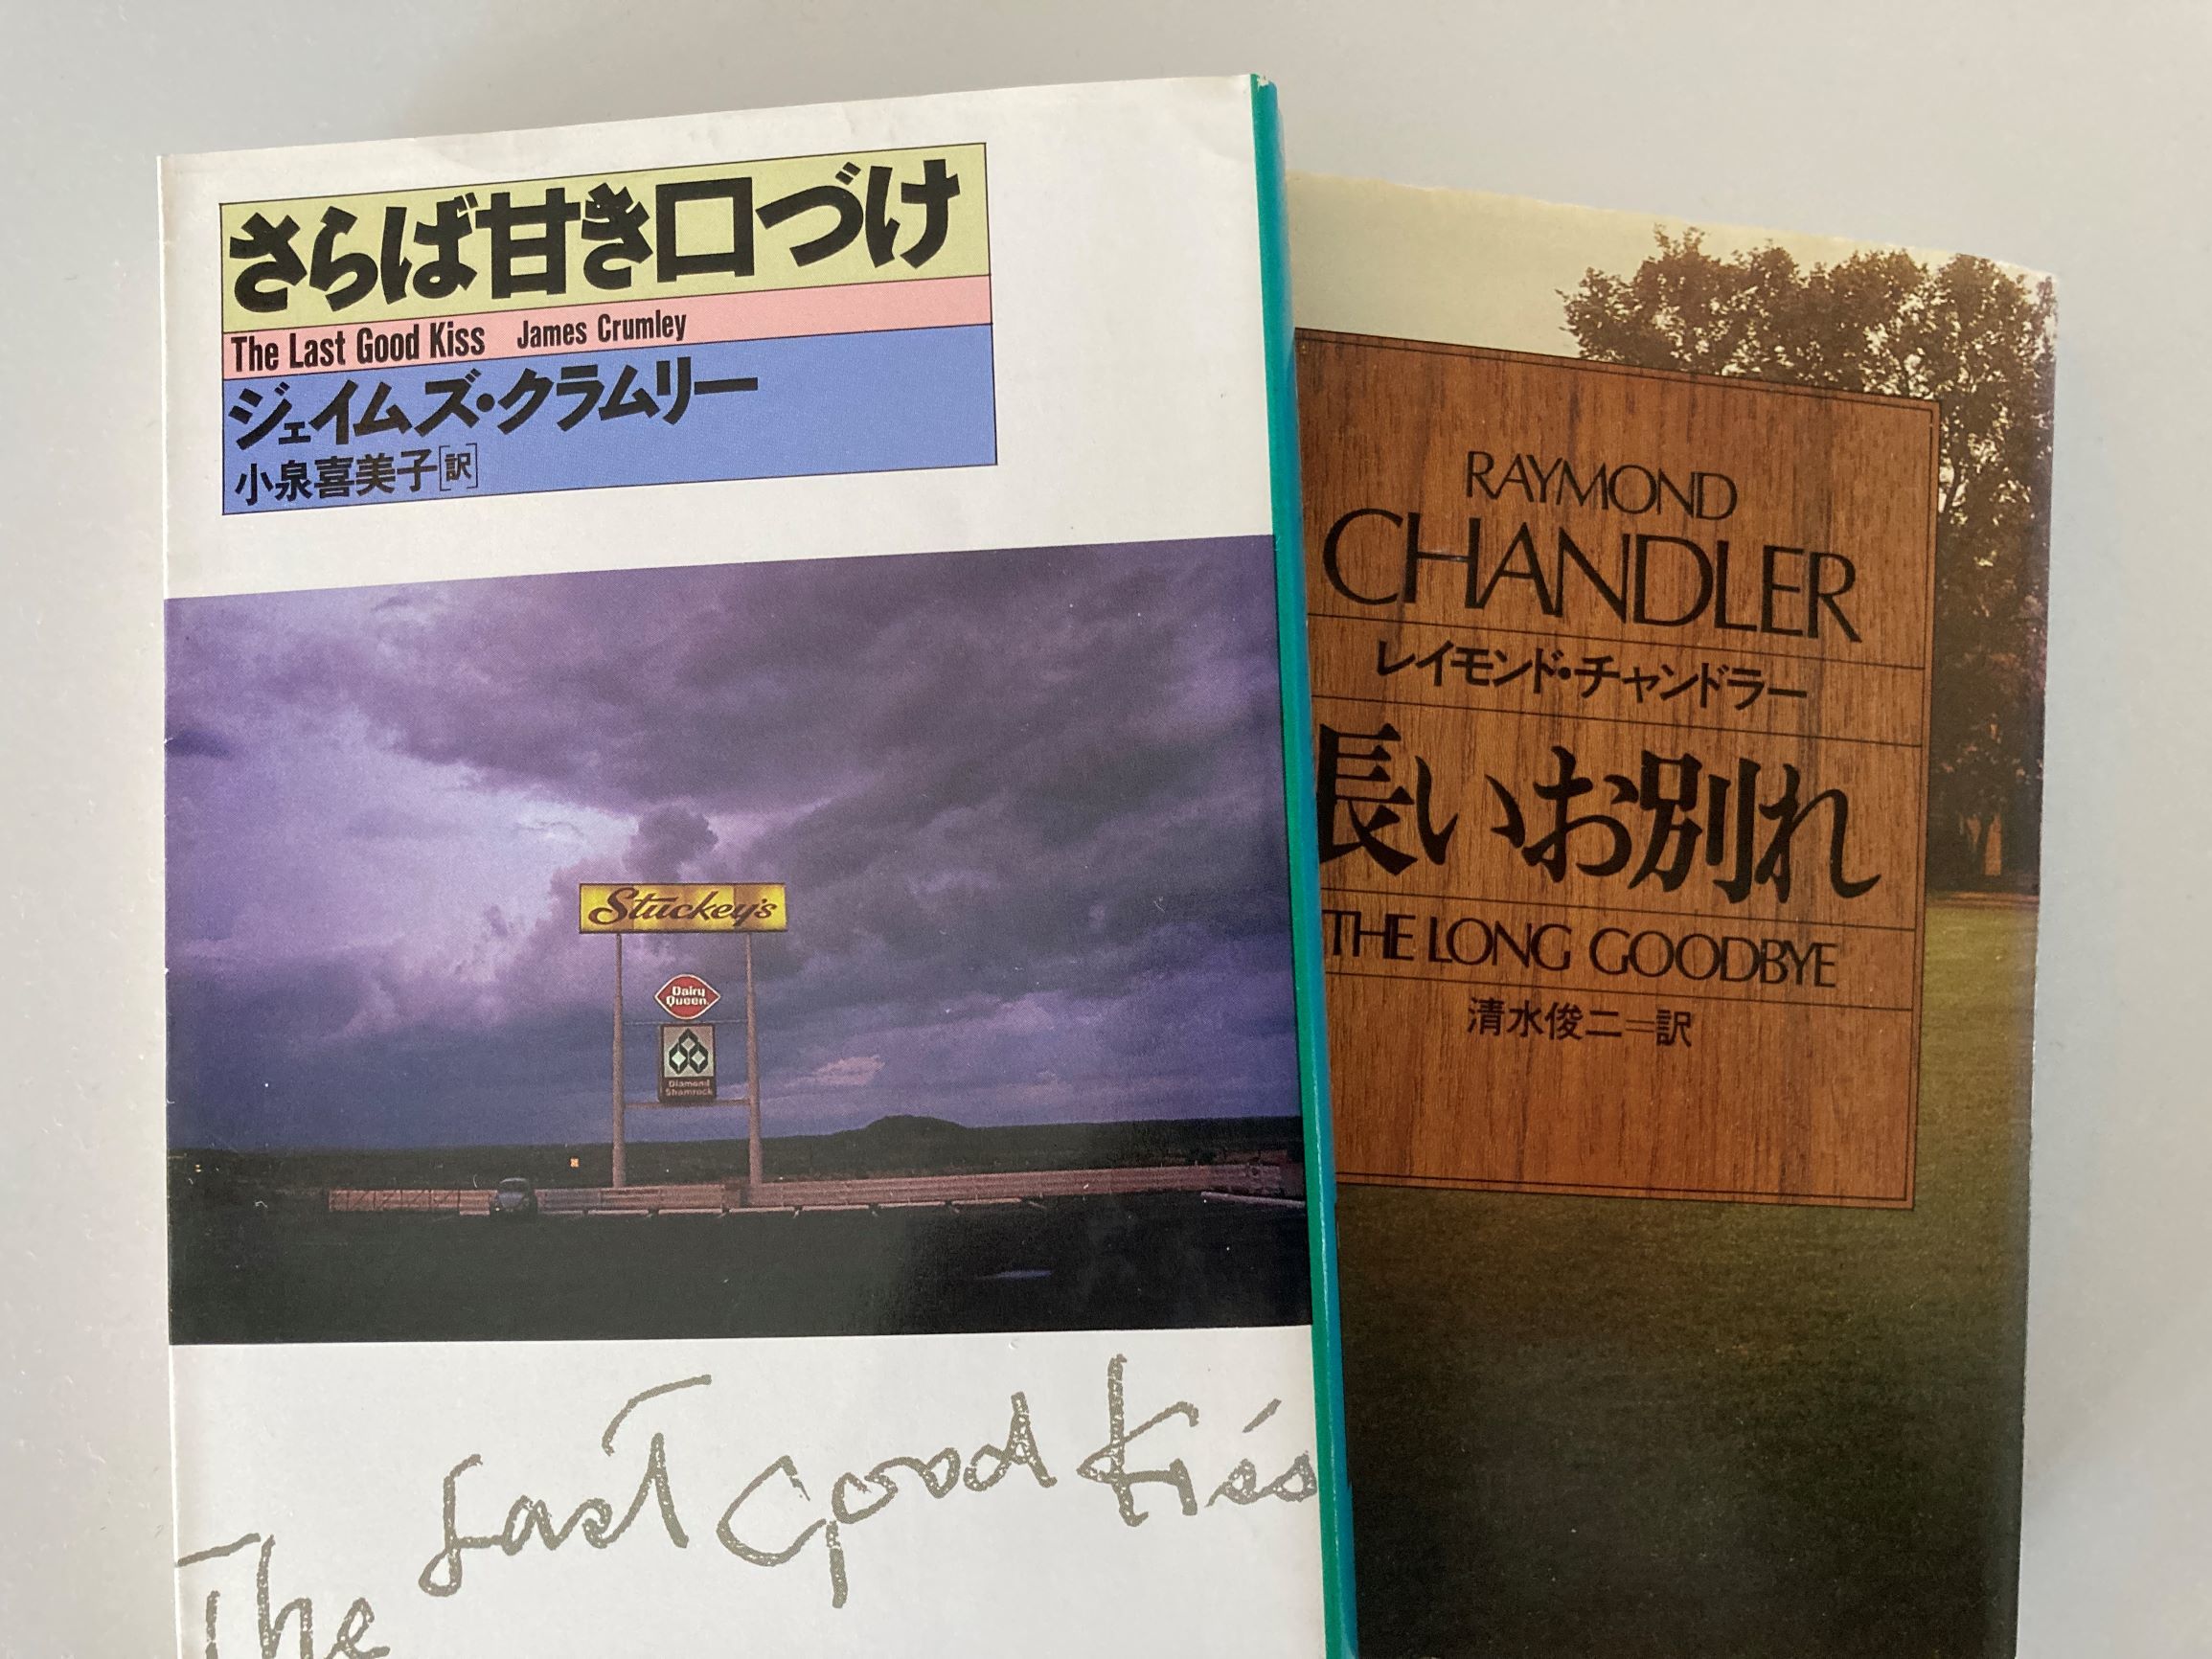 さらば甘き口づけ
The Last Good Kiss James Crumley
ジェイムズ・クラムリー
小泉喜美子[訳]
Stuckey's
Dairy
Queen
Diamond
Shamrock
The Last Good Kiss
RAYMOND
CHANDLER
レイモンド・チャンドラー
長いお別れ
THE LONG GOODBYE
清水俊二=訳